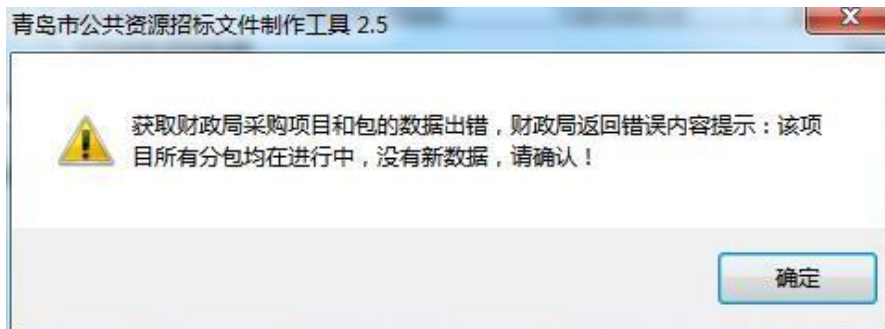 青岛市公共资源招标文件制作工具 2.5
获取财政局采购项目和包的数据出错，财政局返回错误内容提示：该项
目所有分包均在进行中，没有新数据，请确认！
确定